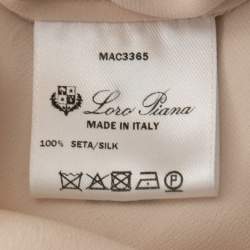 MAC3365
Loro Piana
MADE IN ITALY
100% SETA/SILK
P